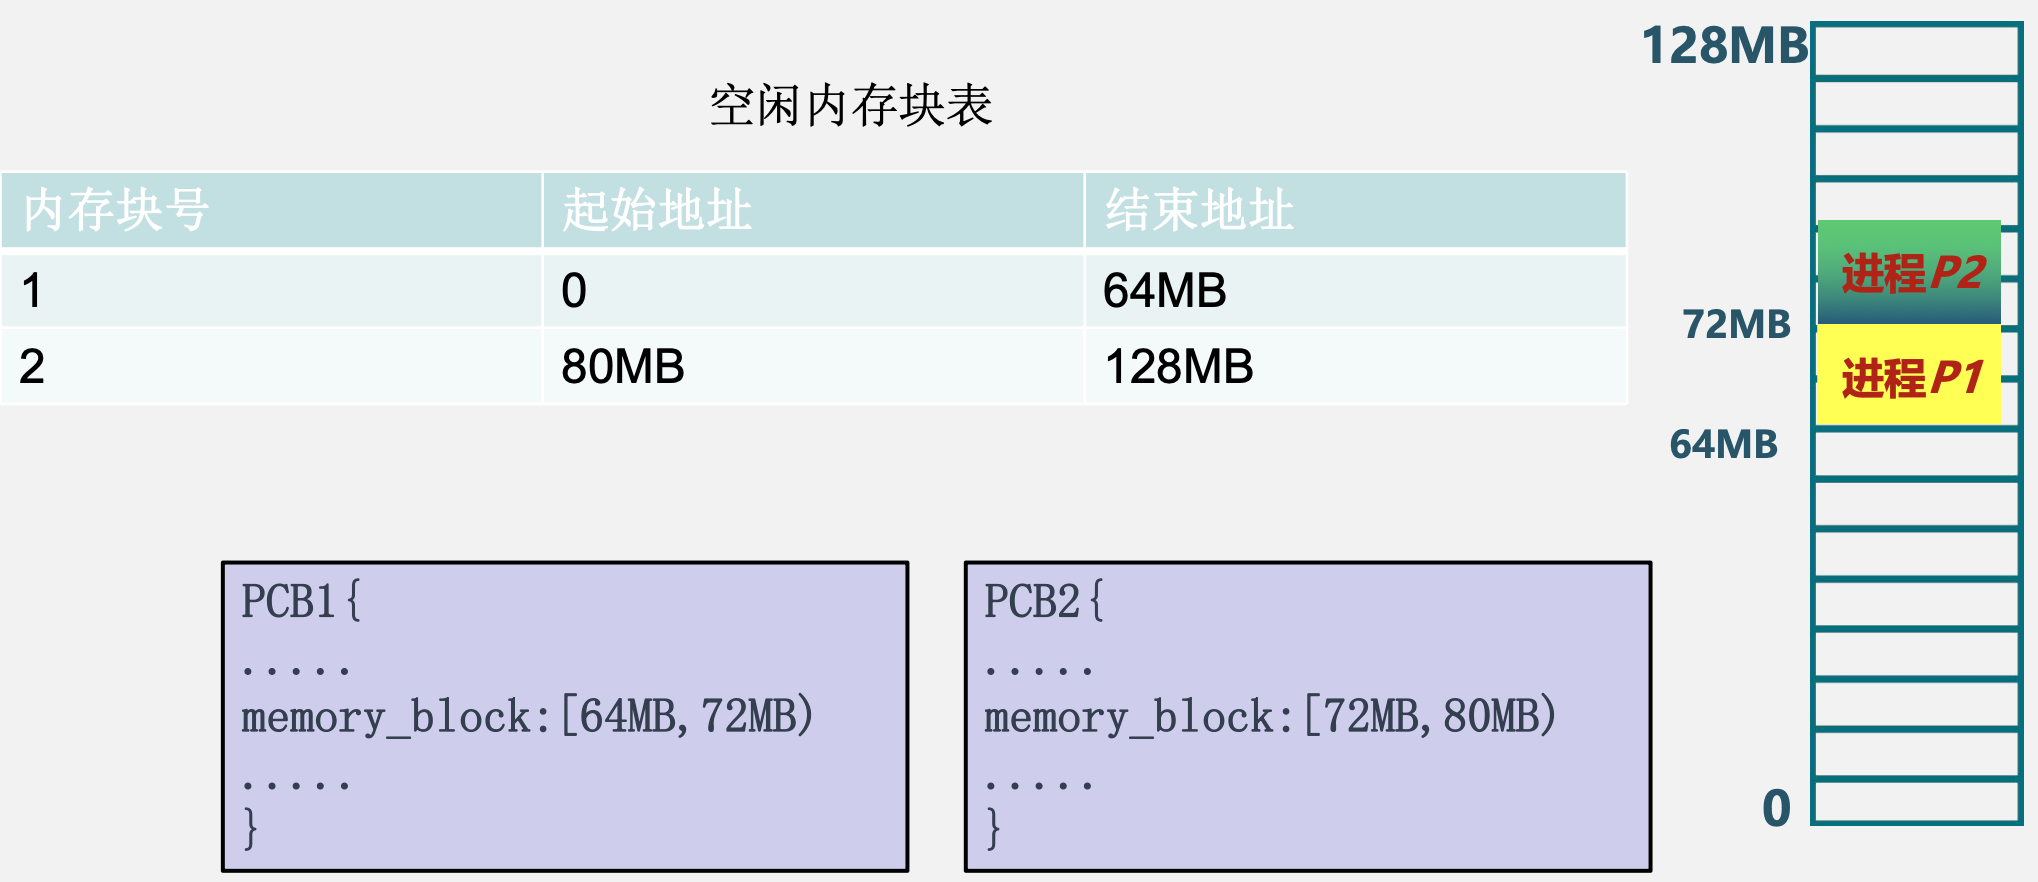 空闲内存块表
内存块号 起始地址 结束地址
1 0 64MB
2 80MB 128MB
PCB1{
.....
memory_block:[64MB,72MB)
.....
}
PCB2{
.....
memory_block:[72MB,80MB)
.....
}
128MB
进程P2
72MB
进程P1
64MB
0